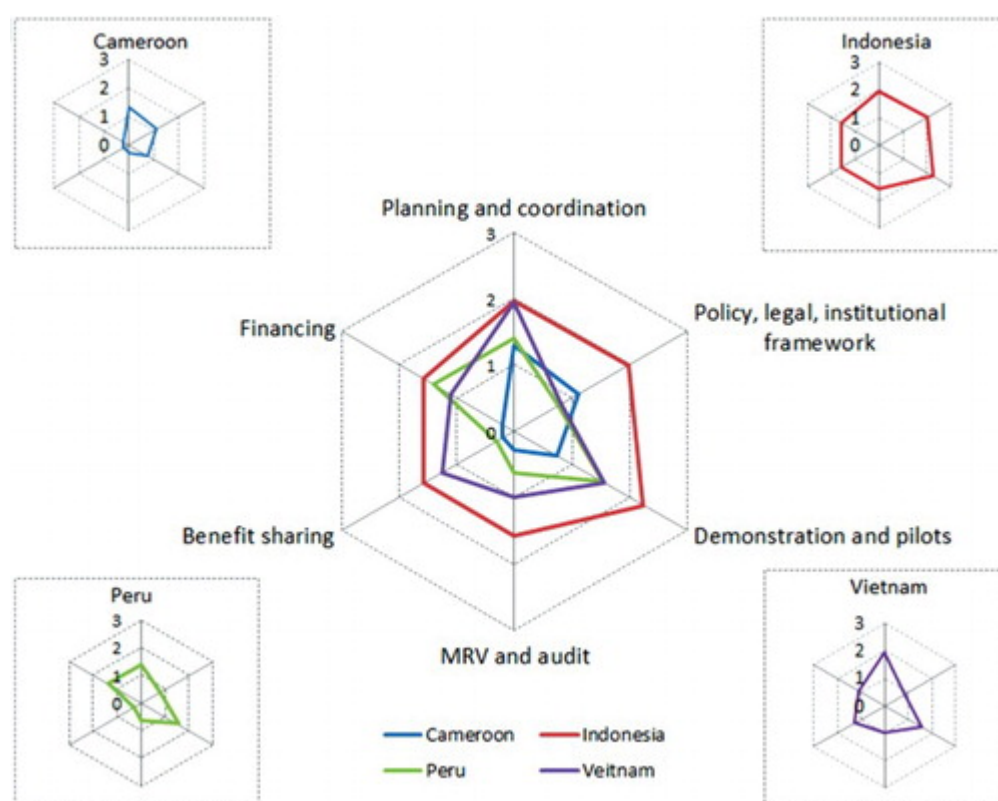 Cameroon
3
2
1
0
Indonesia
3
2
1
0
Planning and coordination
3
2
1
0
Financing
Policy, legal, institutional
framework
Benefit sharing
Demonstration and pilots
MRV and audit
Peru
3
2
1
0
Vietnam
3
2
1
0
Cameroon
Indonesia
Peru
Veitnam